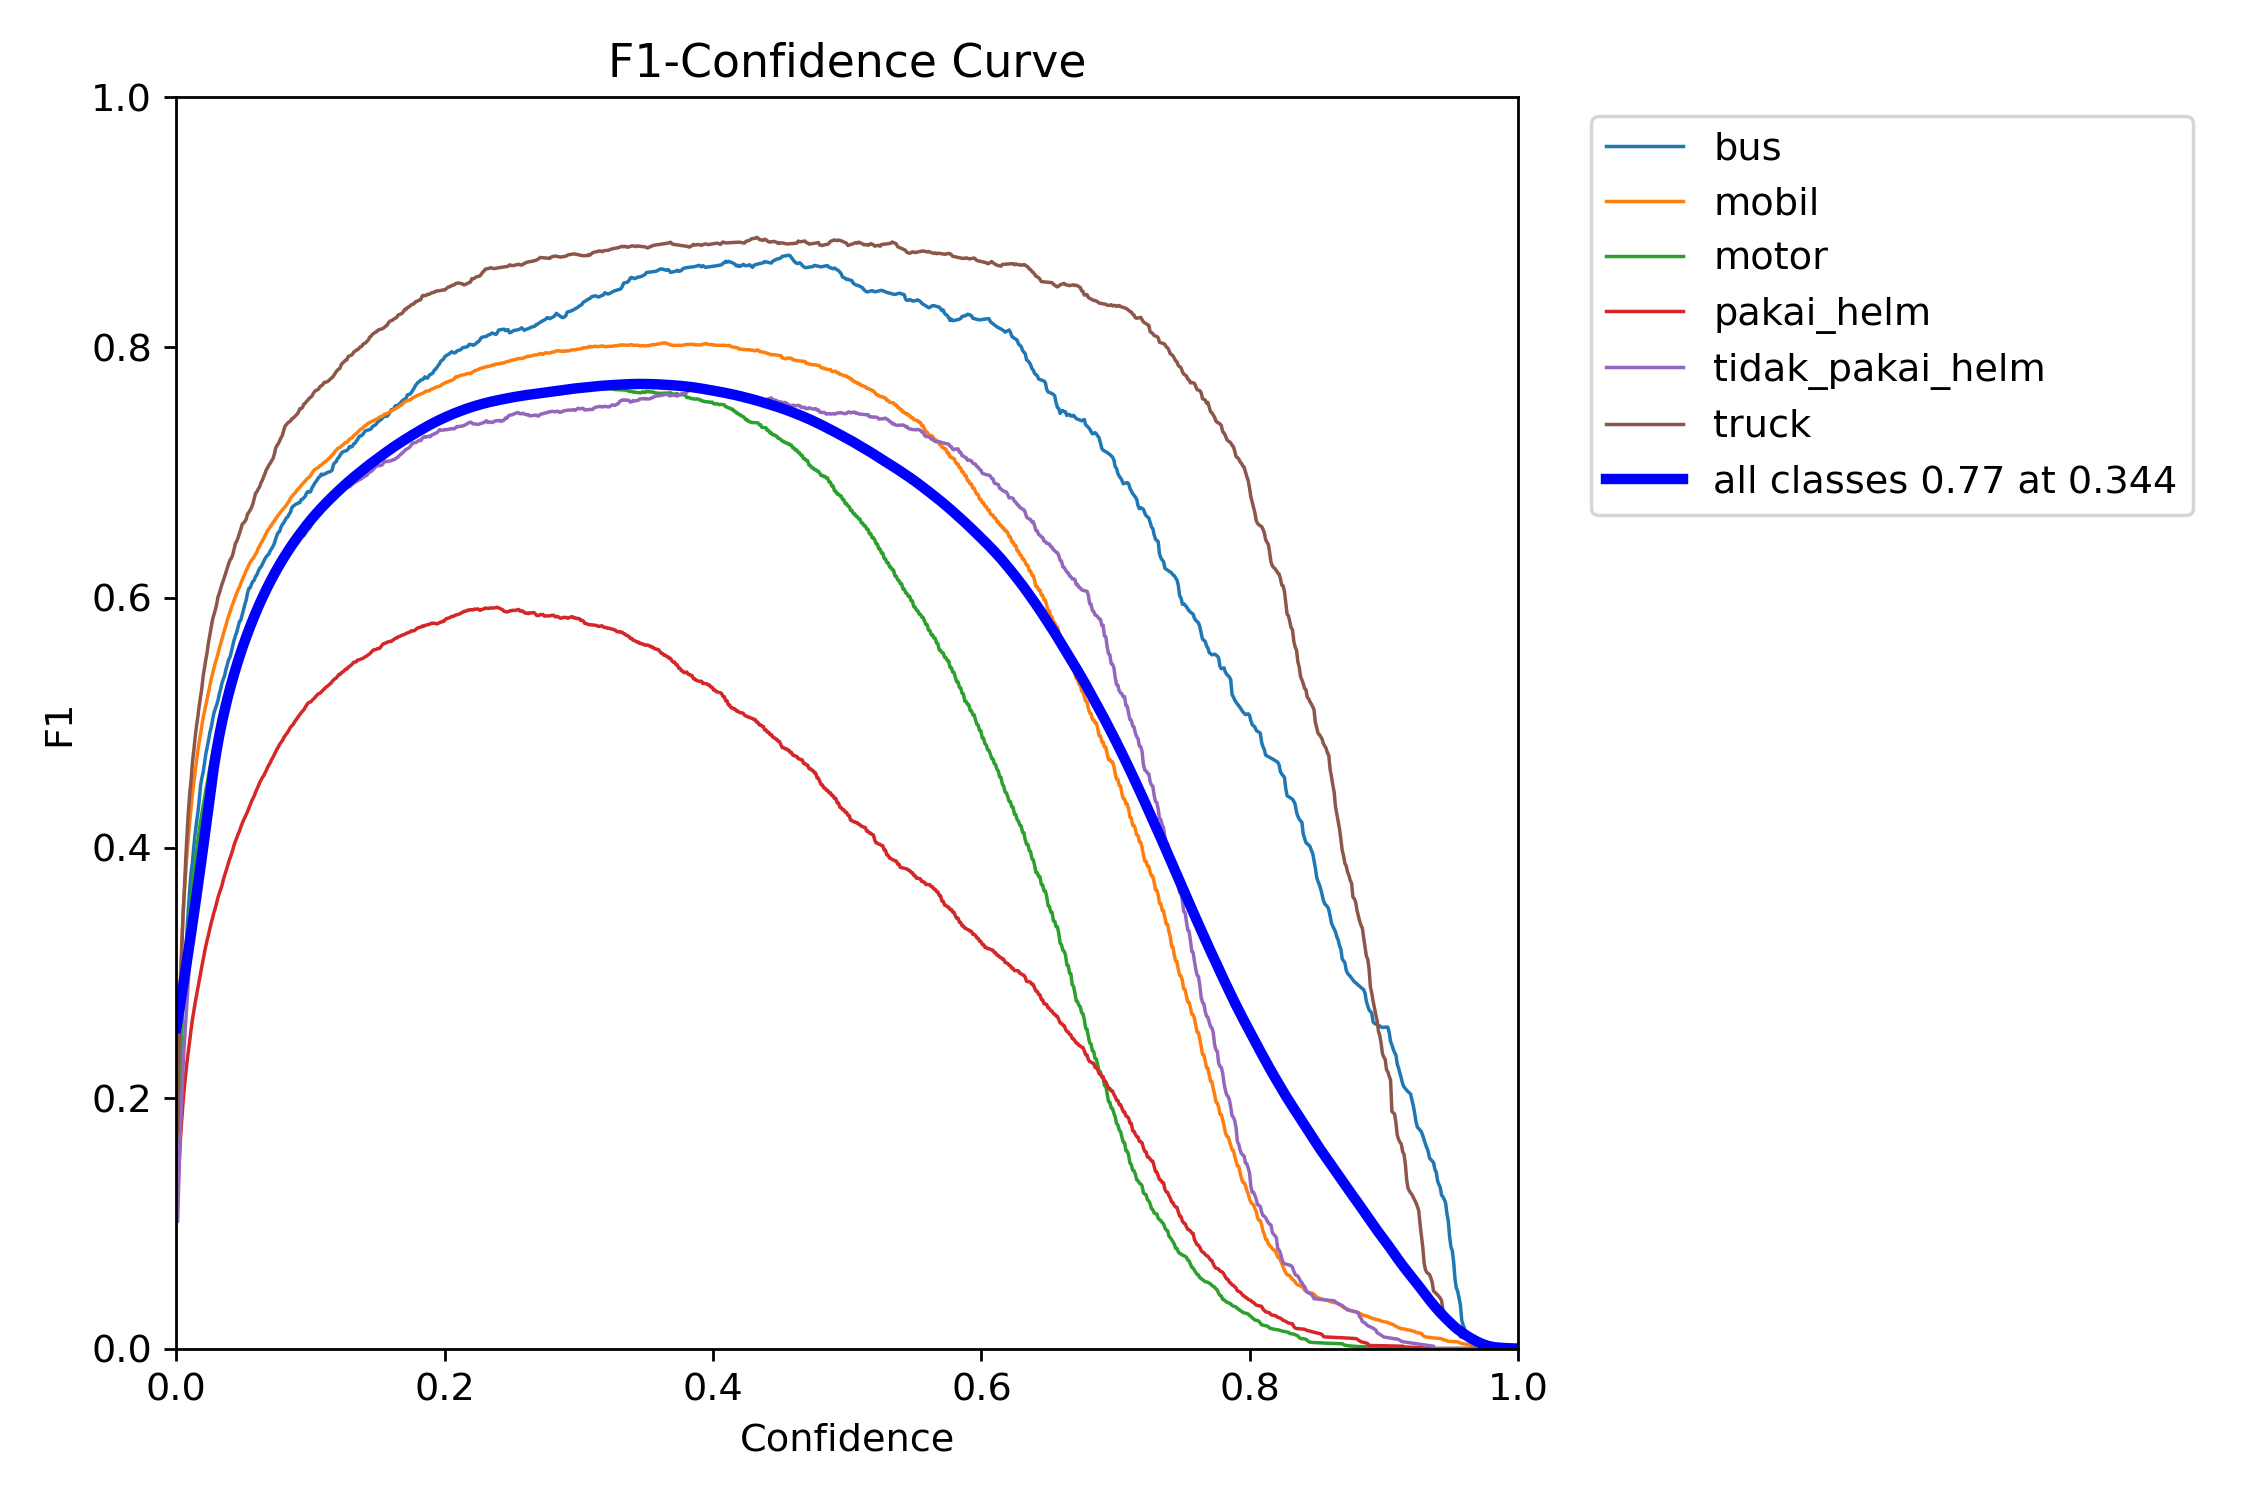 F1-Confidence Curve
1.0
0.8
0.6
0.4
0.2
0.0
F1
0.0 0.2 0.4 0.6 0.8 1.0
Confidence
bus
mobil
motor
pakai_helm
tidak_pakai_helm
truck
all classes 0.77 at 0.344